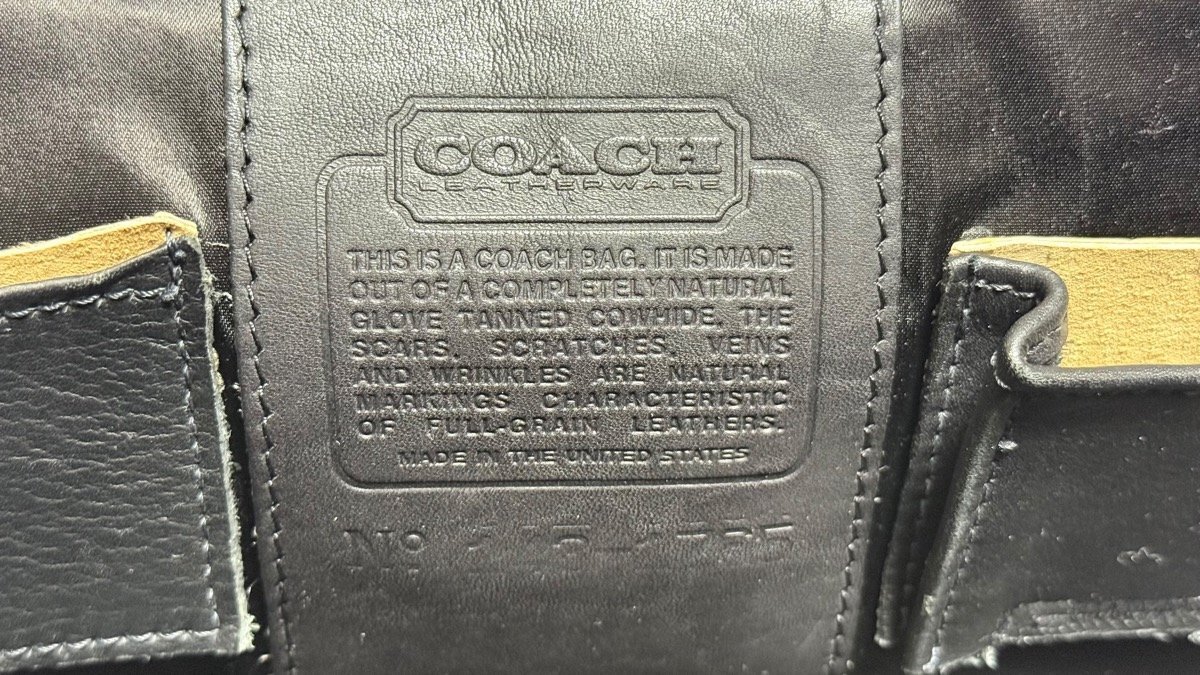 COACH
LEATHERWARE
THIS IS A COACH BAG. IT IS MADE
OUT OF A COMPLETELY NATURAL
GLOVE TANNED COWHIDE. THE
SCARS, SCRATCHES, VEINS
AND WRINKLES ARE NATURAL
MARKINGS CHARACTERISTIC
OF FULL-GRAIN LEATHERS.
MADE IN THE UNITED STATES
No